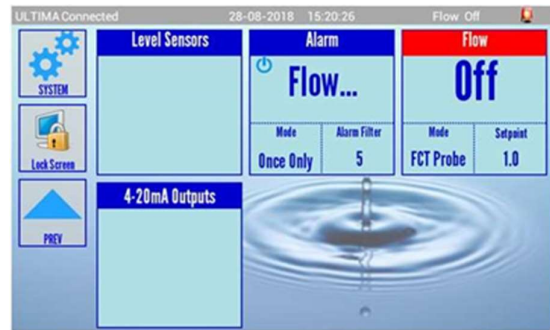 ULTIMA Connected 28-08-2018 15:20:26 Flow Off
SYSTEM
Lock Screen
PREV
Level Sensors
4-20mA Outputs
Alarm
Flow...
Mode Alarm Filter
Once Only 5
Flow
Off
Mode Setpoint
FCT Probe 1.0